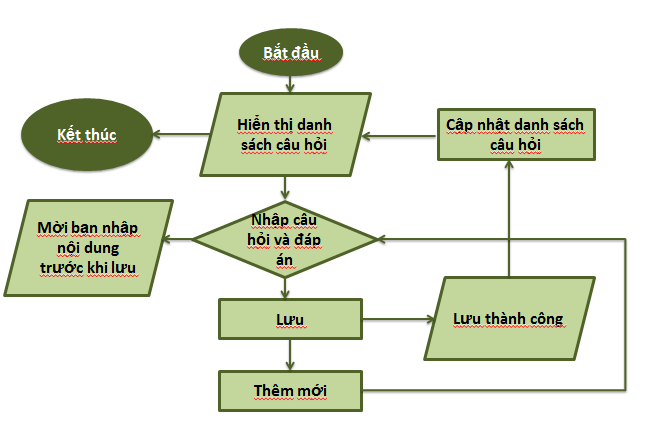 Bắt đầu
Hiển thị danh
sách câu hỏi
Kết thúc
Cập nhật danh sách
câu hỏi
Nhập câu
hỏi và đáp
án
Mời bạn nhập
nội dung
trước khi lưu
Lưu
Lưu thành công
Thêm mới